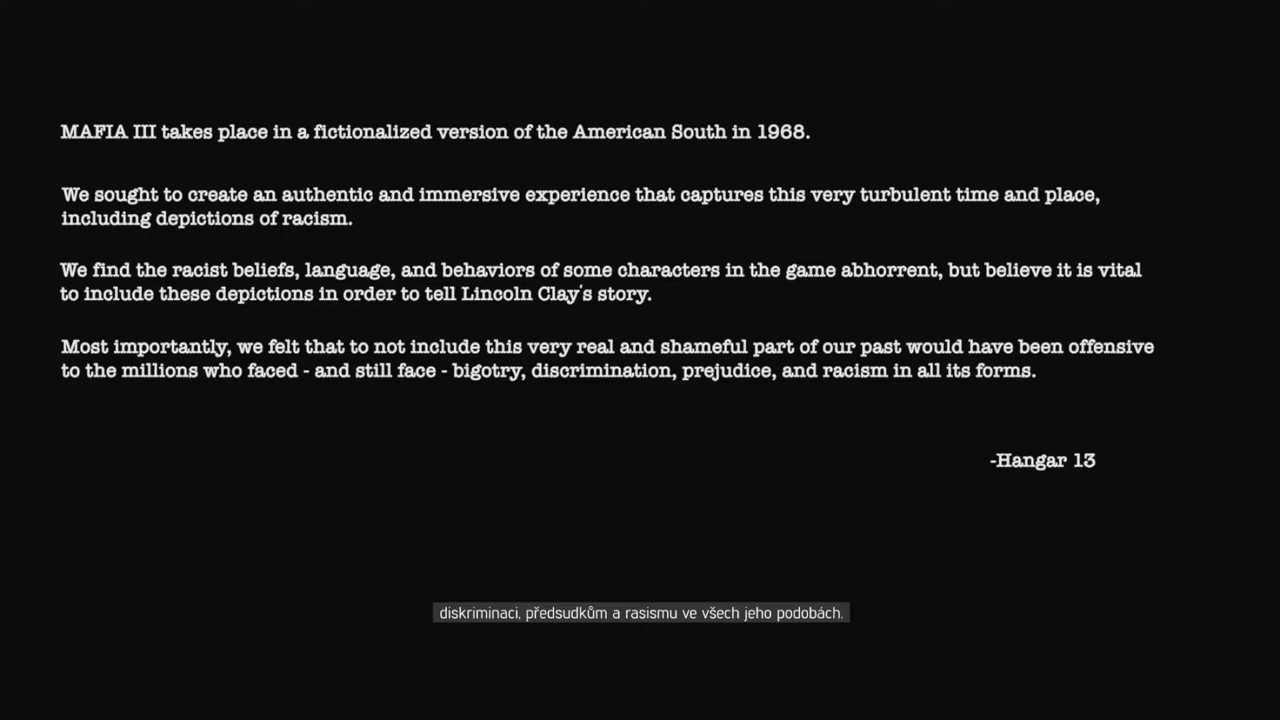 MAFIA III takes place in a fictionalized version of the American South in 1968.
We sought to create an authentic and immersive experience that captures this very turbulent time and place,
including depictions of racism.
We find the racist beliefs, language, and behaviors of some characters in the game abhorrent, but believe it is vital
to include these depictions in order to tell Lincoln Clay's story.
Most importantly, we felt that to not include this very real and shameful part of our past would have been offensive
to the millions who faced - and still face - bigotry, discrimination, prejudice, and racism in all its forms.
-Hangar 13
diskriminaci, předsudkům a rasismu ve všech jeho podobách.